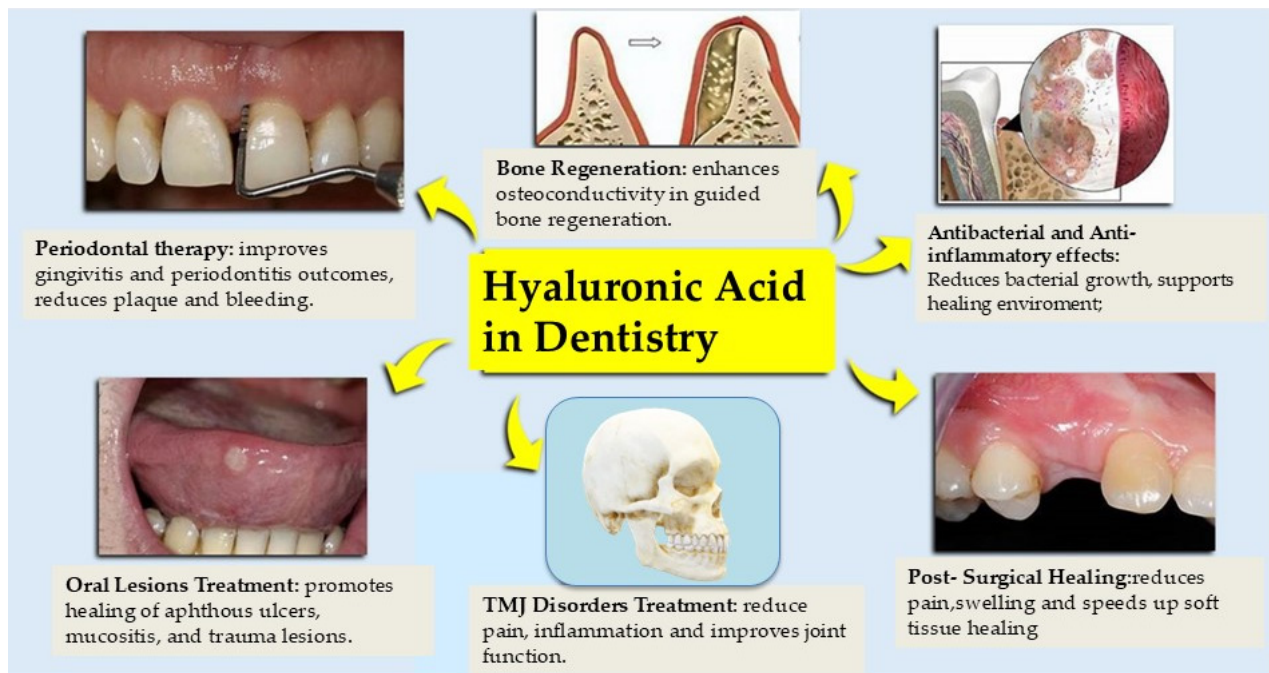 Bone Regeneration: enhances
osteoconductivity in guided
bone regeneration.
Periodontal therapy: improves
gingivitis and periodontitis outcomes,
reduces plaque and bleeding.
Antibacterial and Anti-
inflammatory effects:
Reduces bacterial growth, supports
healing enviroment;
Hyaluronic Acid
in Dentistry
Oral Lesions Treatment: promotes
healing of aphthous ulcers,
mucositis, and trauma lesions.
TMJ Disorders Treatment: reduce
pain, inflammation and improves joint
function.
Post- Surgical Healing:reduces
pain,swelling and speeds up soft
tissue healing